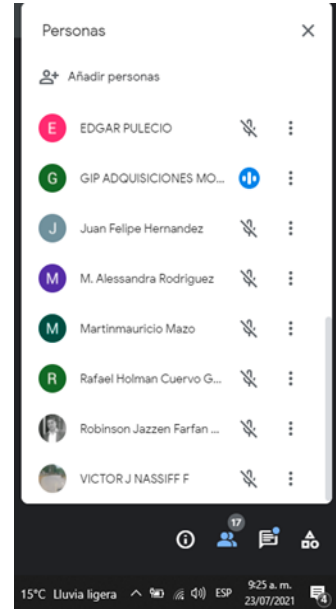 Personas
Añadir personas
E EDGAR PULECIO
G GIP ADQUISICIONES MO...
J Juan Felipe Hernandez
M M. Alessandra Rodriguez
M Martinmauricio Mazo
R Rafael Holman Cuervo G...
Robinson Jazzen Farfan ...
VICTOR J NASSIFF F
17
15°C Lluvia ligera ESP 9:25 a. m.
23/07/2021
4